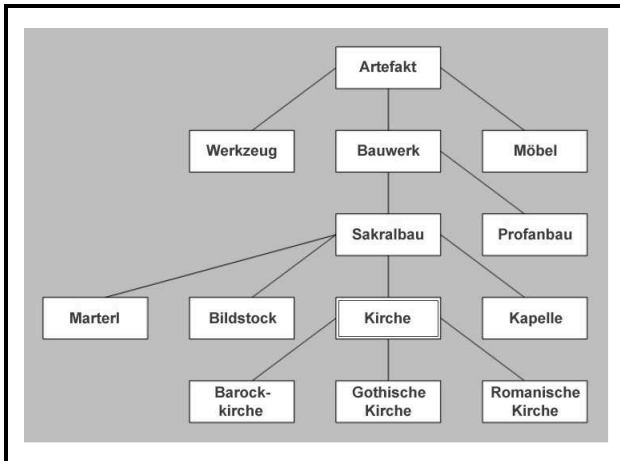 Artefakt
Werkzeug
Bauwerk
Möbel
Sakralbau
Profanbau
Marterl
Bildstock
Kirche
Kapelle
Barock-
kirche
Gothische
Kirche
Romanische
Kirche